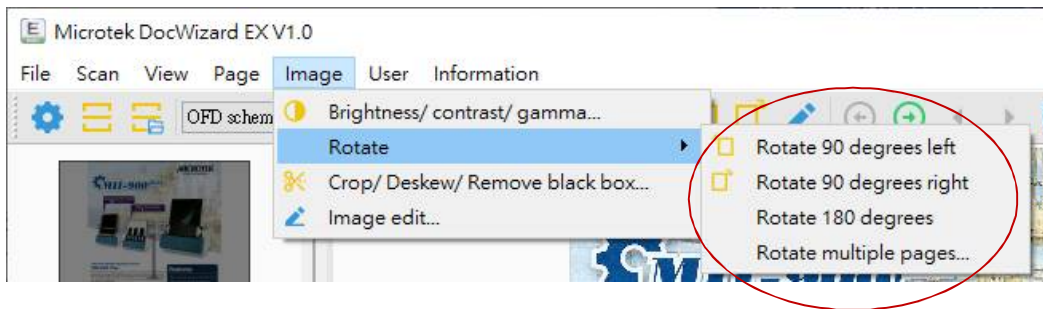 Microtek DocWizard EX V1.0
File Scan View Page Image User Information
OFD schem
Brightness/ contrast/ gamma...
Rotate
Crop/ Deskew/ Remove black box...
Image edit...
Rotate 90 degrees left
Rotate 90 degrees right
Rotate 180 degrees
Rotate multiple pages...
MICROTEK